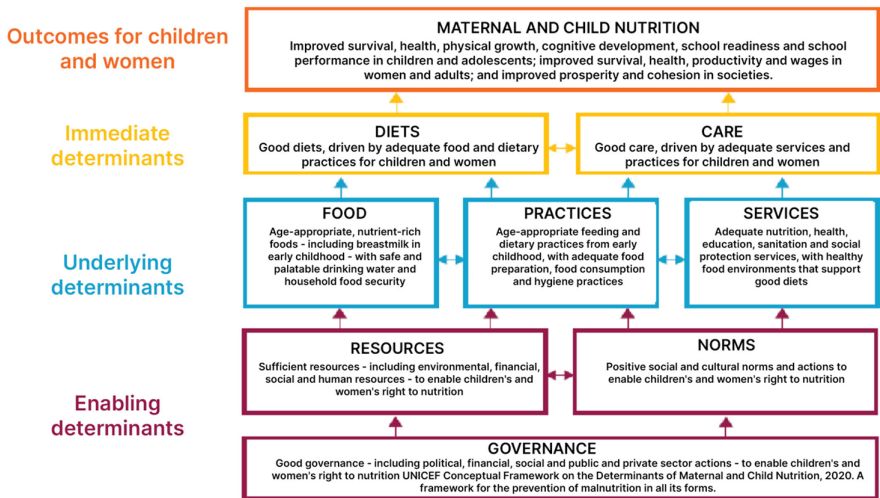 Outcomes for children
and women
MATERNAL AND CHILD NUTRITION
Improved survival, health, physical growth, cognitive development, school readiness and school
performance in children and adolescents; improved survival, health, productivity and wages in
women and adults; and improved prosperity and cohesion in societies.
Immediate
determinants
DIETS
Good diets, driven by adequate food and dietary
practices for children and women
CARE
Good care, driven by adequate services and
practices for children and women
Underlying
determinants
FOOD
Age-appropriate, nutrient-rich
foods - including breastmilk in
early childhood - with safe and
palatable drinking water and
household food security
PRACTICES
Age-appropriate feeding and
dietary practices from early
childhood, with adequate food
preparation, food consumption
and hygiene practices
SERVICES
Adequate nutrition, health,
education, sanitation and social
protection services, with healthy
food environments that support
good diets
Enabling
determinants
RESOURCES
Sufficient resources - including environmental, financial,
social and human resources - to enable children's and
women's right to nutrition
NORMS
Positive social and cultural norms and actions to
enable children's and women's right to nutrition
GOVERNANCE
Good governance - including political, financial, social and public and private sector actions - to enable children's and
women's right to nutrition UNICEF Conceptual Framework on the Determinants of Maternal and Child Nutrition, 2020. A
framework for the prevention of malnutrition in all its forms.